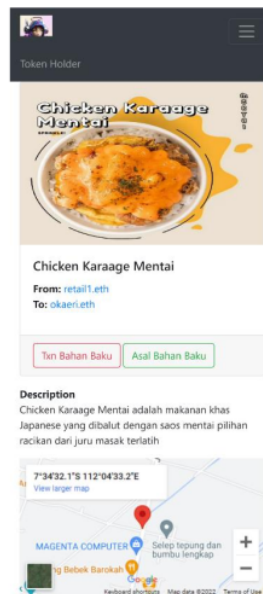 Token Holder
Chicken Karaage
Mentai
Chicken Karaage Mentai
From: retail1.eth
To: okaeri.eth
Txn Bahan Baku
Asal Bahan Baku
Description
Chicken Karaage Mentai adalah makanan khas
Japanese yang dibalut dengan saos mentai pilihan
racikan dari juru masak terlatih
7°34'32.1"S 112°04'33.2"E
View larger map
MAGENTA COMPUTER
Selep tepung dan
bumbu lengkap
ng Bebek Barokah
Google
Keyboard shortcuts
Map data ©2022
Terms of Use